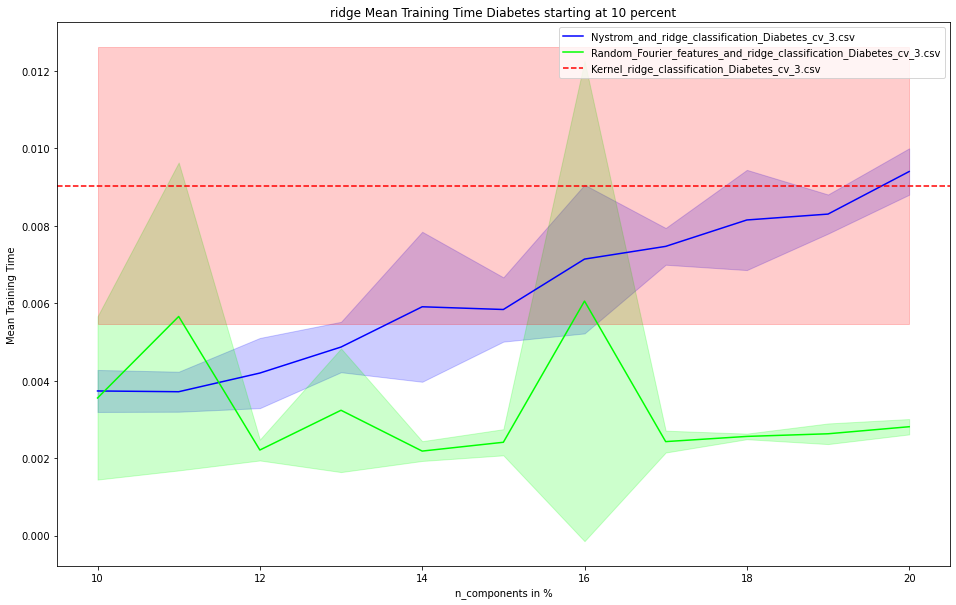 ridge Mean Training Time Diabetes starting at 10 percent
Nystrom_and_ridge_classification_Diabetes_cv_3.csv
Random_Fourier_features_and_ridge_classification_Diabetes_cv_3.csv
Kernel_ridge_classification_Diabetes_cv_3.csv
Mean Training Time
0.012
0.010
0.008
0.006
0.004
0.002
0.000
10 12 14 16 18 20
n_components in %